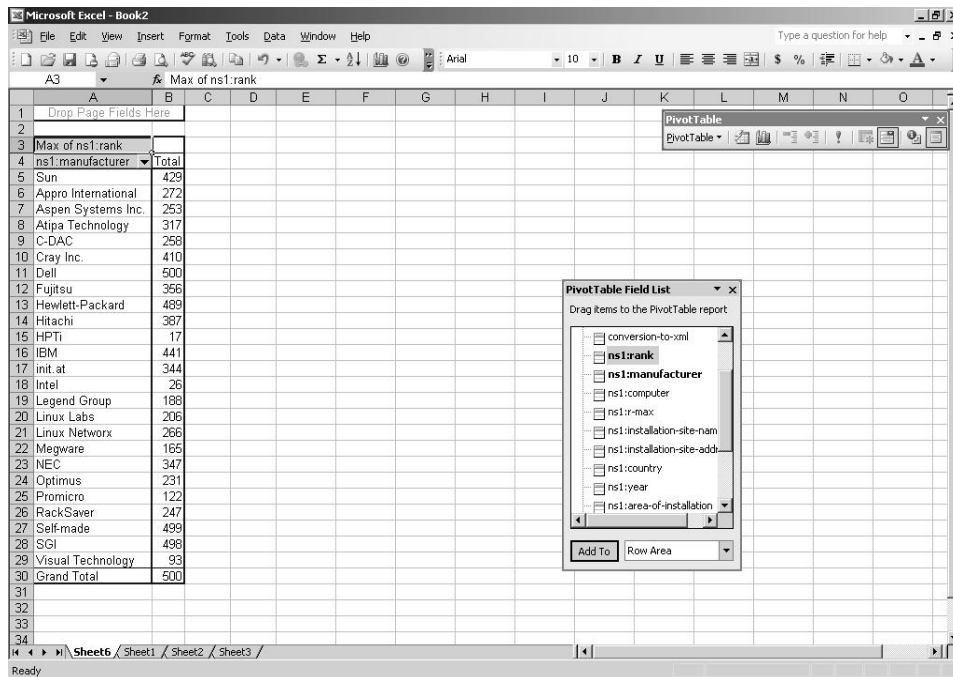 Microsoft Excel - Book2
File Edit View Insert Format Tools Data Window Help
Type a question for help
Arial
10
B I U
$ %
A3
fx Max of ns1:rank
A B C D E F G H I J K L M N O
1 Drop Page Fields Here
2
3 Max of ns1:rank
4 ns1:manufacturer Total
5 Sun 429
6 Appro International 272
7 Aspen Systems Inc. 253
8 Atipa Technology 317
9 C-DAC 258
10 Cray Inc. 410
11 Dell 500
12 Fujitsu 356
13 Hewlett-Packard 489
14 Hitachi 387
15 HPTi 17
16 IBM 441
17 init.at 344
18 Intel 26
19 Legend Group 188
20 Linux Labs 206
21 Linux Networx 266
22 Megware 165
23 NEC 347
24 Optimus 231
25 Promicro 122
26 RackSaver 247
27 Self-made 499
28 SGI 498
29 Visual Technology 93
30 Grand Total 500
31
32
33
34
PivotTable
PivotTable
PivotTable Field List
Drag items to the PivotTable report
conversion-to-xml
ns1:rank
ns1:manufacturer
ns1:computer
ns1:r-max
ns1:installation-site-nam
ns1:installation-site-addr
ns1:country
ns1:year
ns1:area-of-installation
Add To
Row Area
Sheet6 Sheet1 Sheet2 Sheet3
Ready